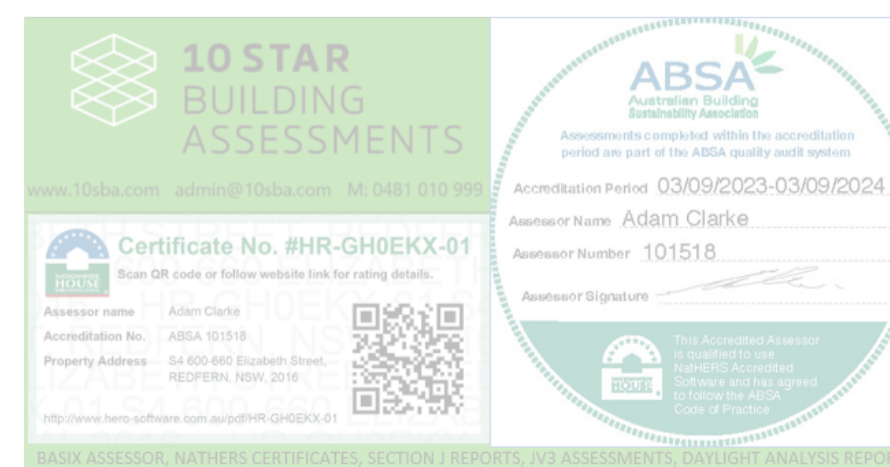 10 STAR
BUILDING
ASSESSMENTS
www.10sba.com admin@10sba.com M: 0481 010 999
Certificate No. #HR-GH0EKX-01
Scan QR code or follow website link for rating details.
NATIONWIDE
HOUSE
Assessor name Adam Clarke
Accreditation No. ABSA 101518
Property Address S4 600-660 Elizabeth Street,
REDFERN, NSW, 2016
http://www.hero-software.com.au/pdf/HR-GH0EKX-01
ABSA
Australian Building
Sustainability Association
Assessments completed within the accreditation
period are part of the ABSA quality audit system
Accreditation Period 03/09/2023-03/09/2024
Assessor Name Adam Clarke
Assessor Number 101518
Assessor Signature
HOUSE
This Accredited Assessor
is qualified to use
NatHERS Accredited
Software and has agreed
to follow the ABSA
Code of Practice
BASIX ASSESSOR, NATHERS CERTIFICATES, SECTION J REPORTS, JV3 ASSESSMENTS, DAYLIGHT ANALYSIS REPOR